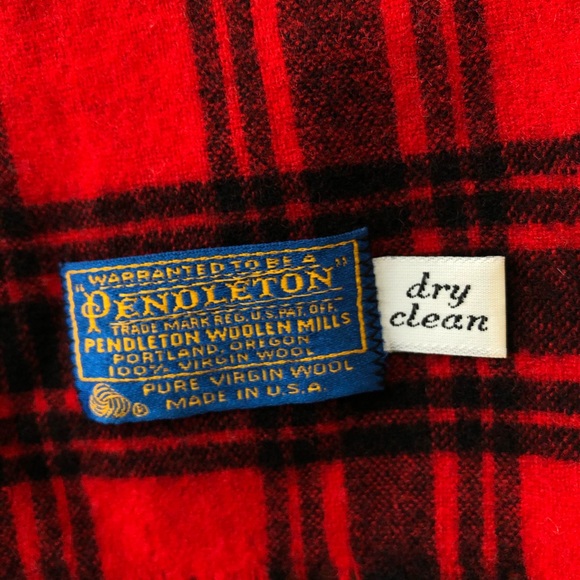 "WARRANTED TO BE A
PENDLETON"
TRADE MARK REG. U.S. PAT. OFF.
PENDLETON WOOLEN MILLS
PORTLAND, OREGON
100% VIRGIN WOOL
PURE VIRGIN WOOL
® MADE IN U.S.A.
dry
clean